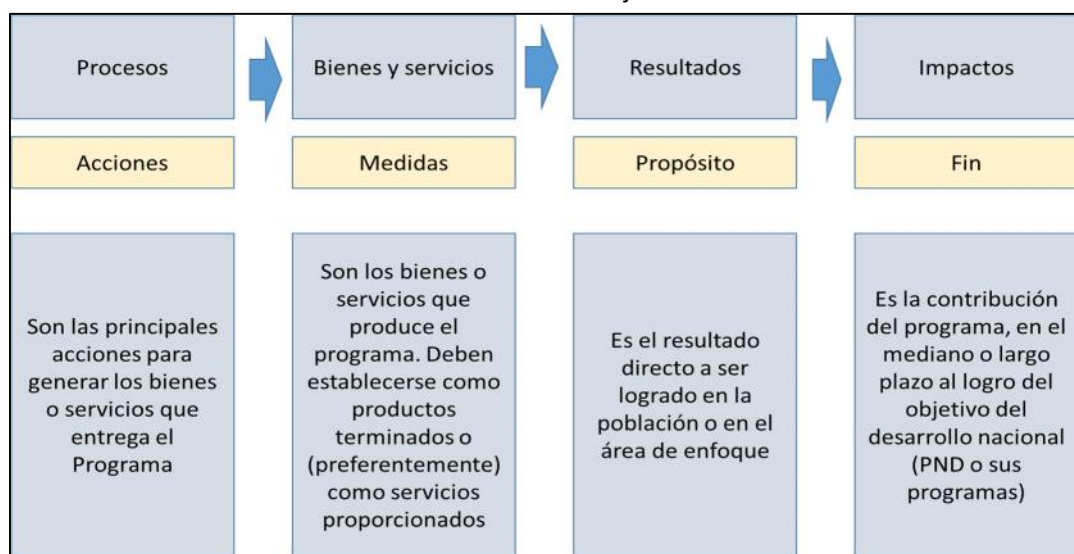 Procesos
Bienes y servicios
Resultados
Impactos
Acciones
Medidas
Propósito
Fin
Son las principales
acciones para
generar los bienes
o servicios que
entrega el
Programa
Son los bienes o
servicios que
produce el
programa. Deben
establecerse como
productos
terminados o
(preferentemente)
como servicios
proporcionados
Es el resultado
directo a ser
logrado en la
población o en el
área de enfoque
Es la contribución
del programa, en el
mediano o largo
plazo al logro del
objetivo del
desarrollo nacional
(PND o sus
programas)